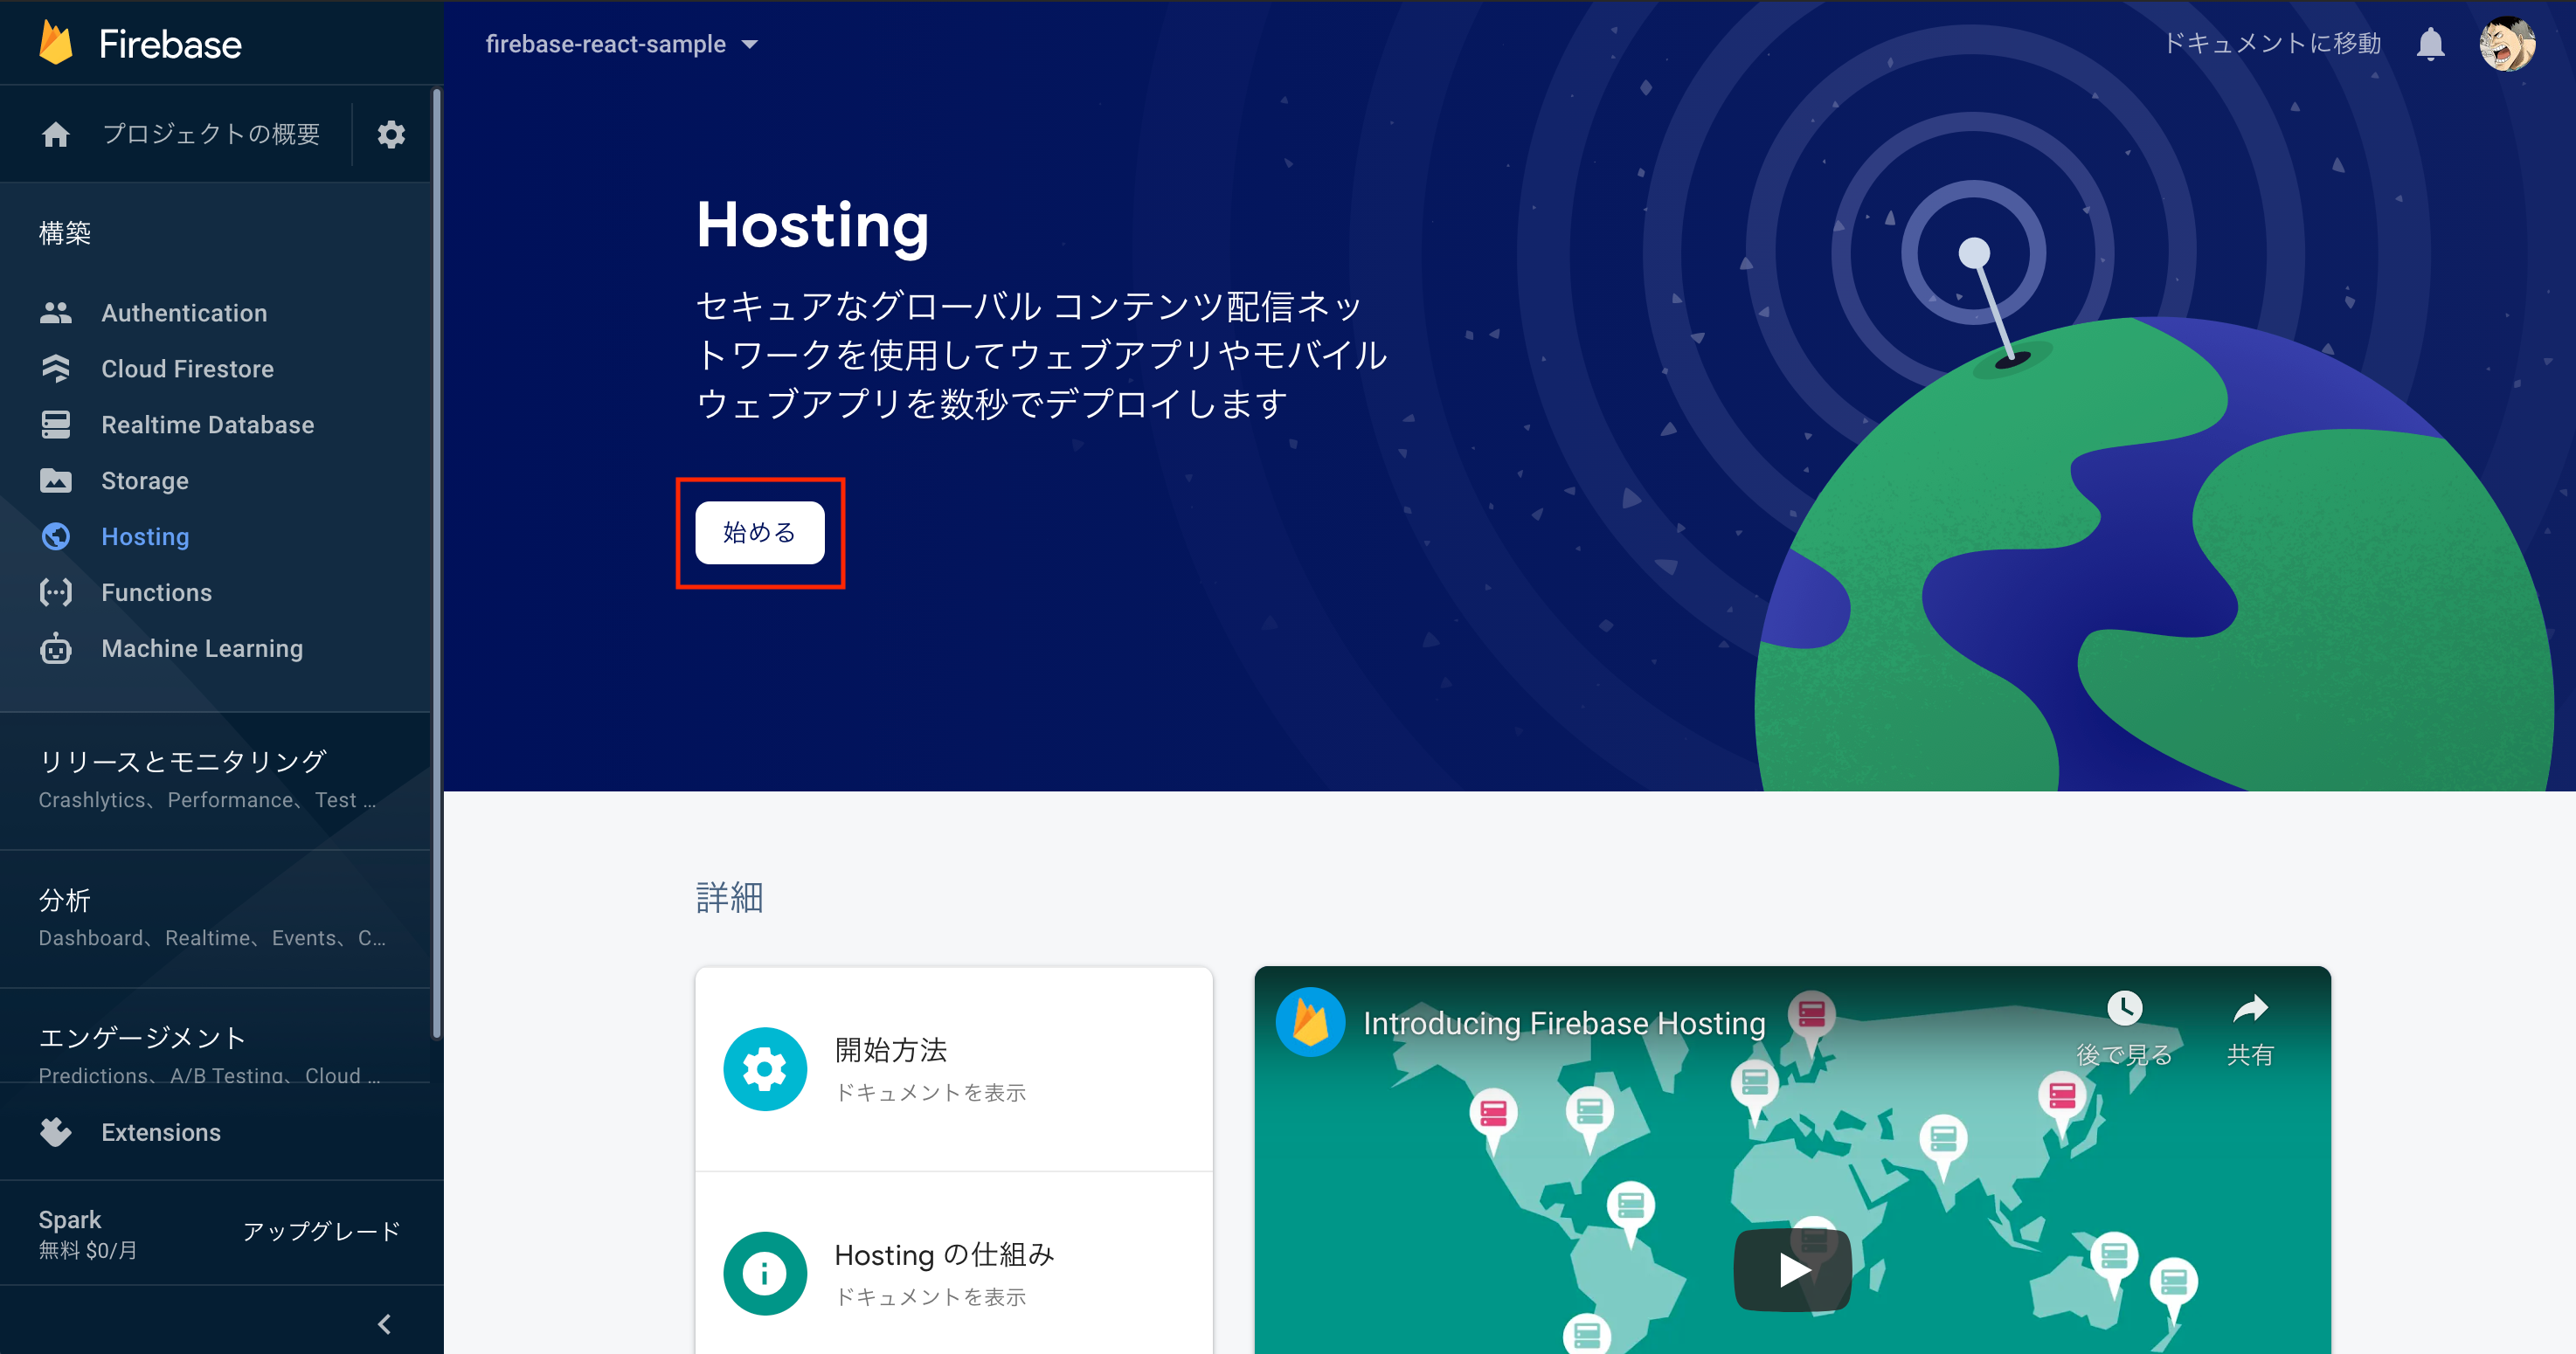 Firebase
プロジェクトの概要
構築
Authentication
Cloud Firestore
Realtime Database
Storage
Hosting
Functions
Machine Learning
リリースとモニタリング
Crashlytics、Performance、Test ...
分析
Dashboard、Realtime、Events、C...
エンゲージメント
Predictions、A/B Testing、Cloud ...
Extensions
Spark
無料 $0/月
アップグレード
firebase-react-sample
ドキュメントに移動
Hosting
セキュアなグローバル コンテンツ配信ネッ
トワークを使用してウェブアプリやモバイル
ウェブアプリを数秒でデプロイします
始める
詳細
開始方法
ドキュメントを表示
Hosting の仕組み
ドキュメントを表示
Introducing Firebase Hosting
後で見る
共有